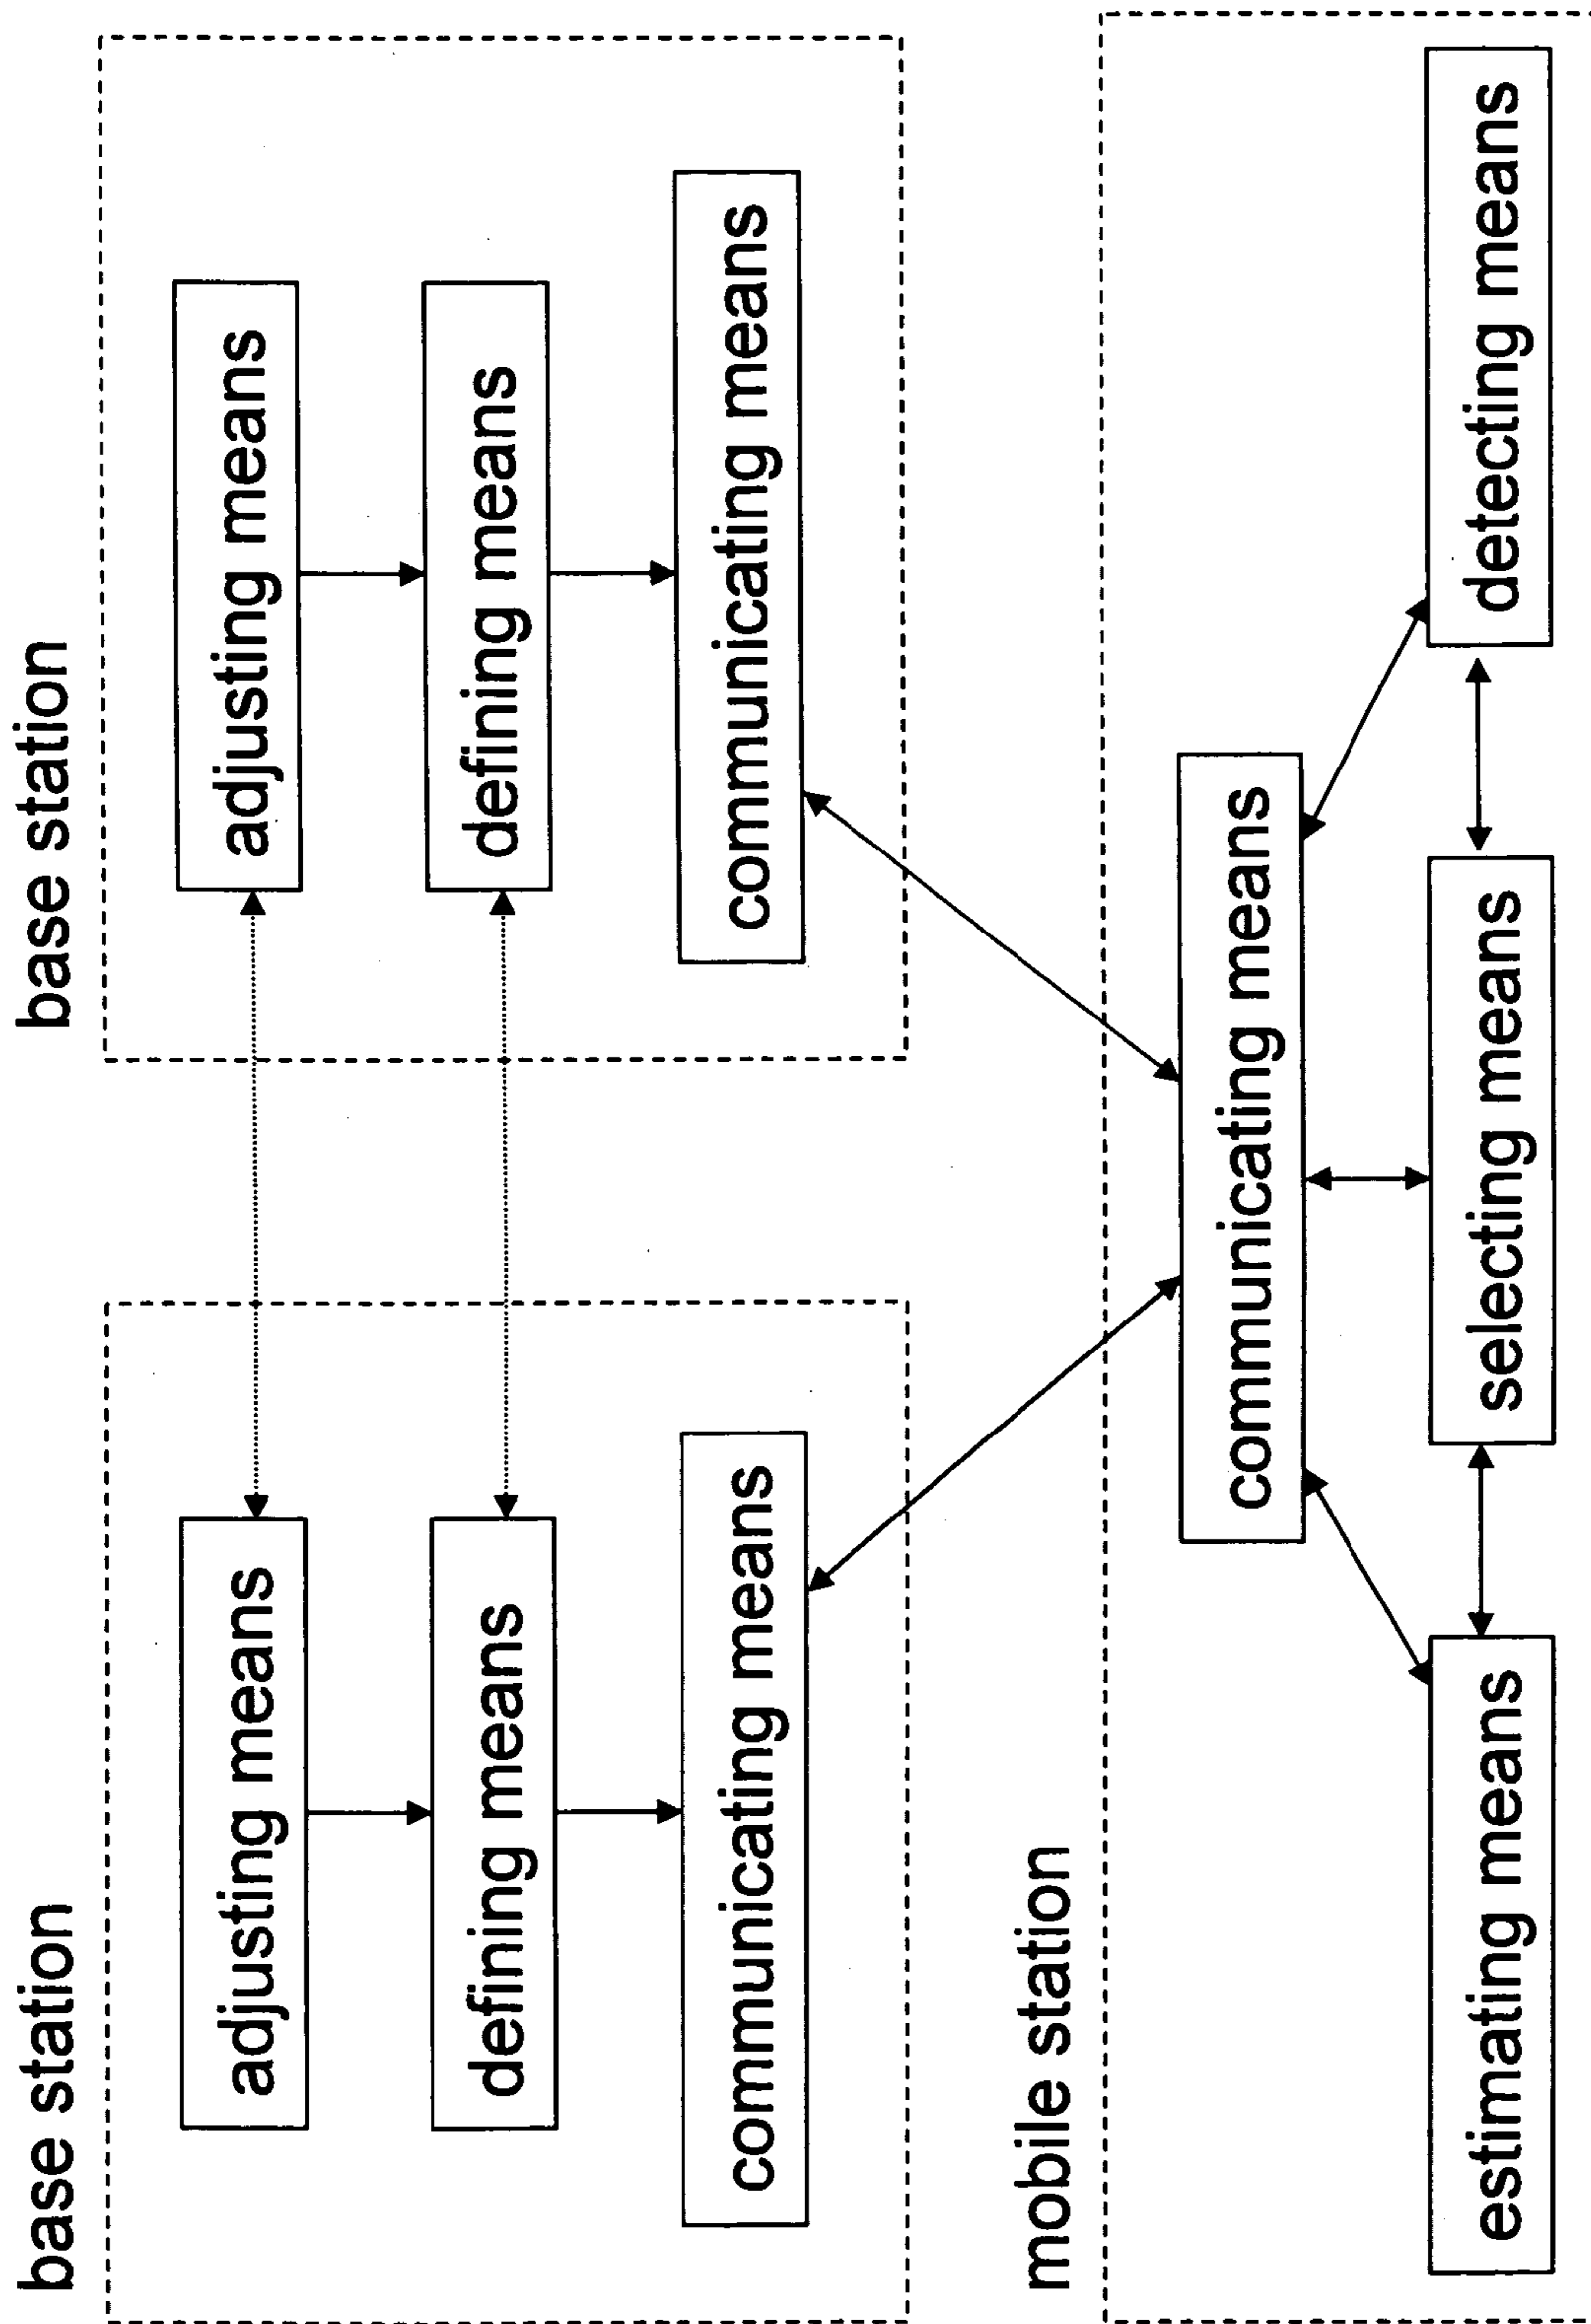 base station
adjusting means
defining means
communicating means
base station
adjusting means
defining means
communicating means
mobile station
communicating means
estimating means
selecting means
detecting means